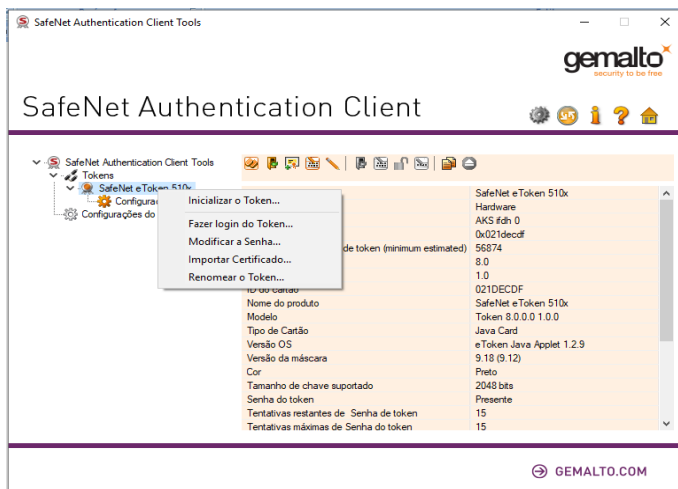 SafeNet Authentication Client Tools
gemalto
security to be free
SafeNet Authentication Client
SafeNet Authentication Client Tools
Tokens
SafeNet eToken 510x
Configurações do
Inicializar o Token...
Fazer login do Token...
Modificar a Senha...
Importar Certificado...
Renomear o Token...
SafeNet eToken 510x
Hardware
AKS ifdh 0
0x021decdf
de token (minimum estimated) 56874
8.0
1.0
ID do cartão 021DECDF
Nome do produto SafeNet eToken 510x
Modelo Token 8.0.0.0 1.0.0
Tipo de Cartão Java Card
Versão OS eToken Java Applet 1.2.9
Versão da máscara 9.18 (9.12)
Cor Preto
Tamanho de chave suportado 2048 bits
Senha do token Presente
Tentativas restantes de Senha de token 15
Tentativas máximas de Senha do token 15
GEMALTO.COM